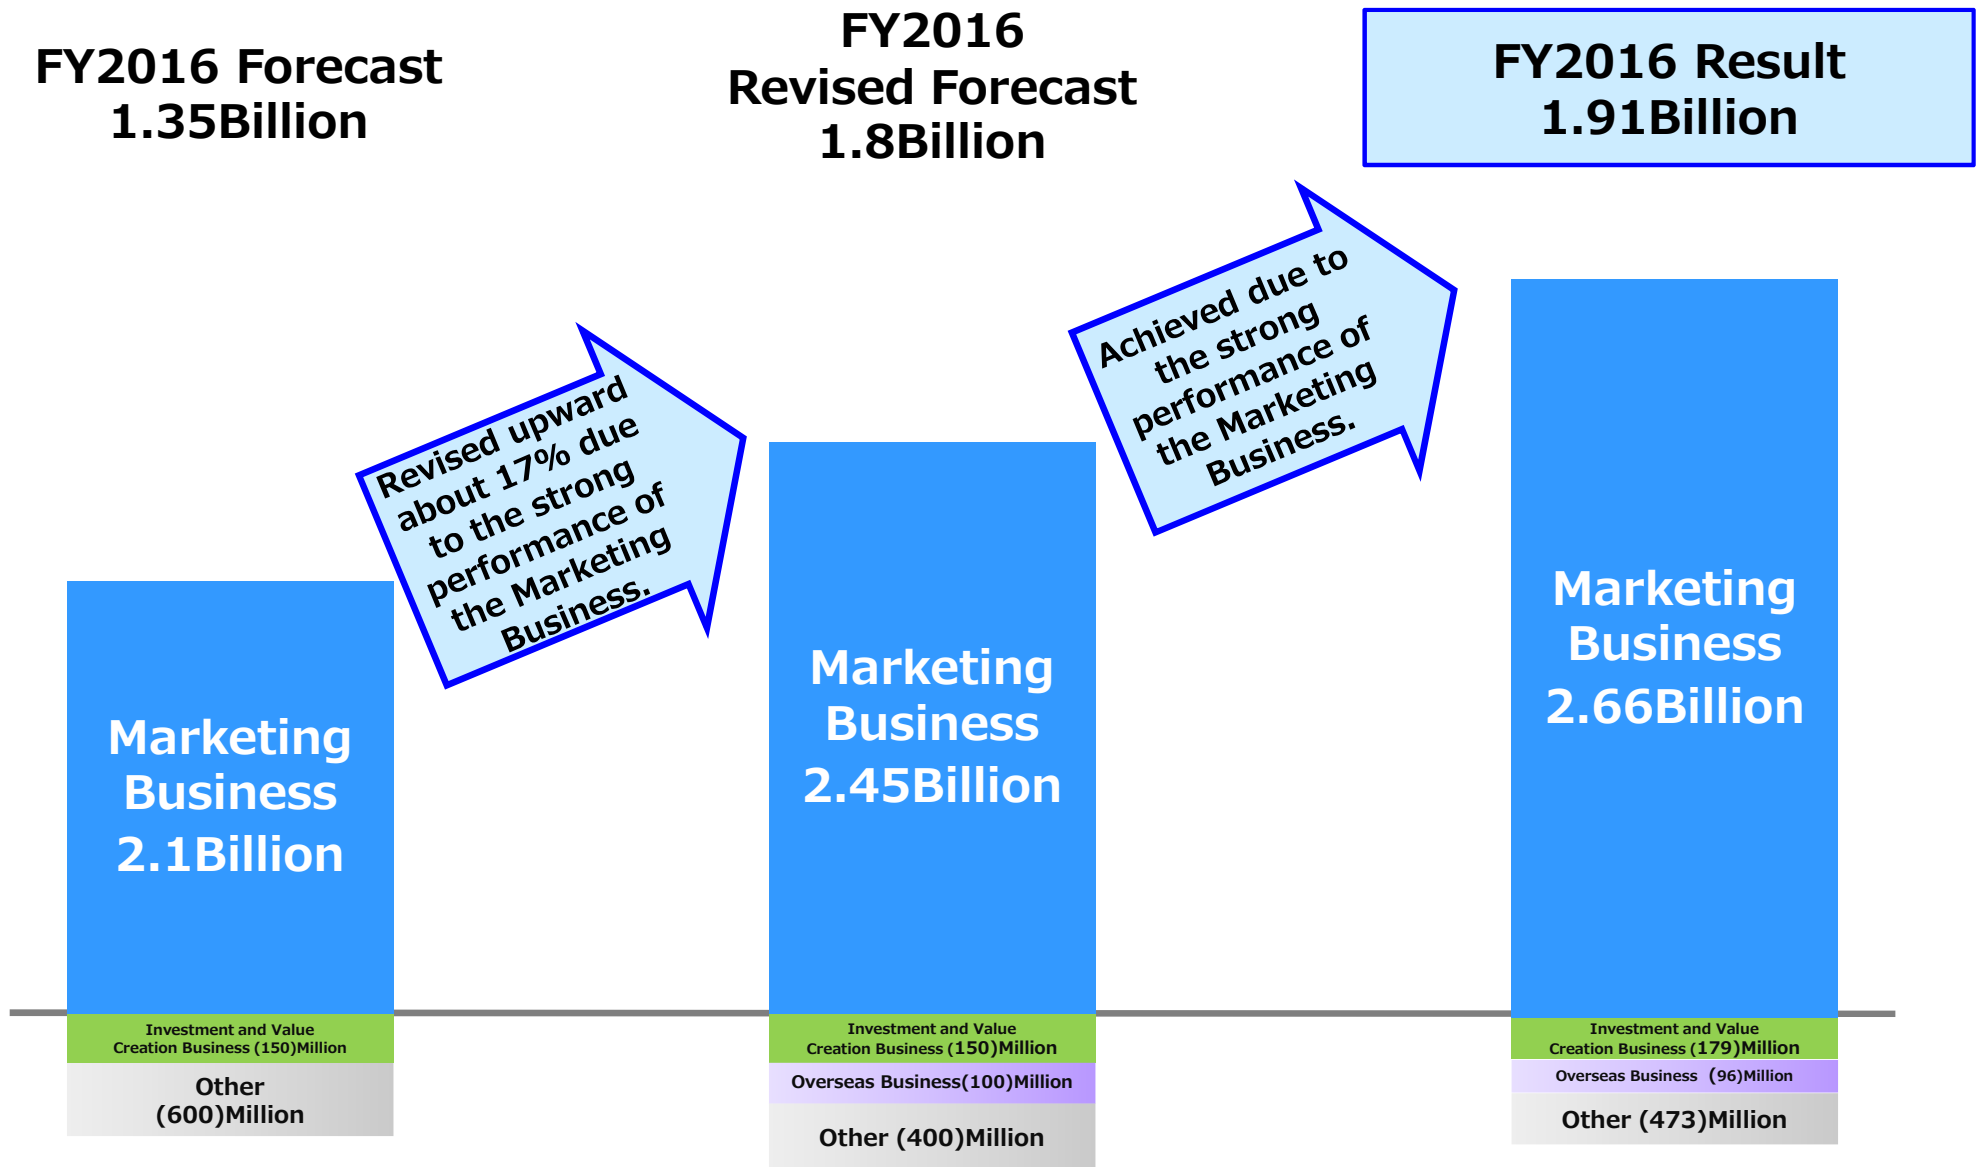 FY2016 Forecast
1.35Billion
FY2016
Revised Forecast
1.8Billion
FY2016 Result
1.91Billion
Revised upward
about 17% due
to the strong
performance of
the Marketing
Business.
Achieved due to
the strong
performance of
the Marketing
Business.
Marketing
Business
2.1Billion
Investment and Value
Creation Business (150)Million
Other
(600)Million
Marketing
Business
2.45Billion
Investment and Value
Creation Business (150)Million
Overseas Business(100)Million
Other (400)Million
Marketing
Business
2.66Billion
Investment and Value
Creation Business (179)Million
Overseas Business (96)Million
Other (473)Million